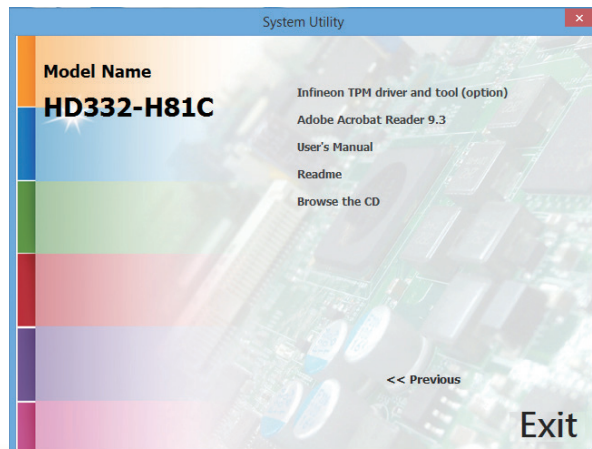 System Utility
Model Name
HD332-H81C
Infineon TPM driver and tool (option)
Adobe Acrobat Reader 9.3
User's Manual
Readme
Browse the CD
<< Previous
Exit